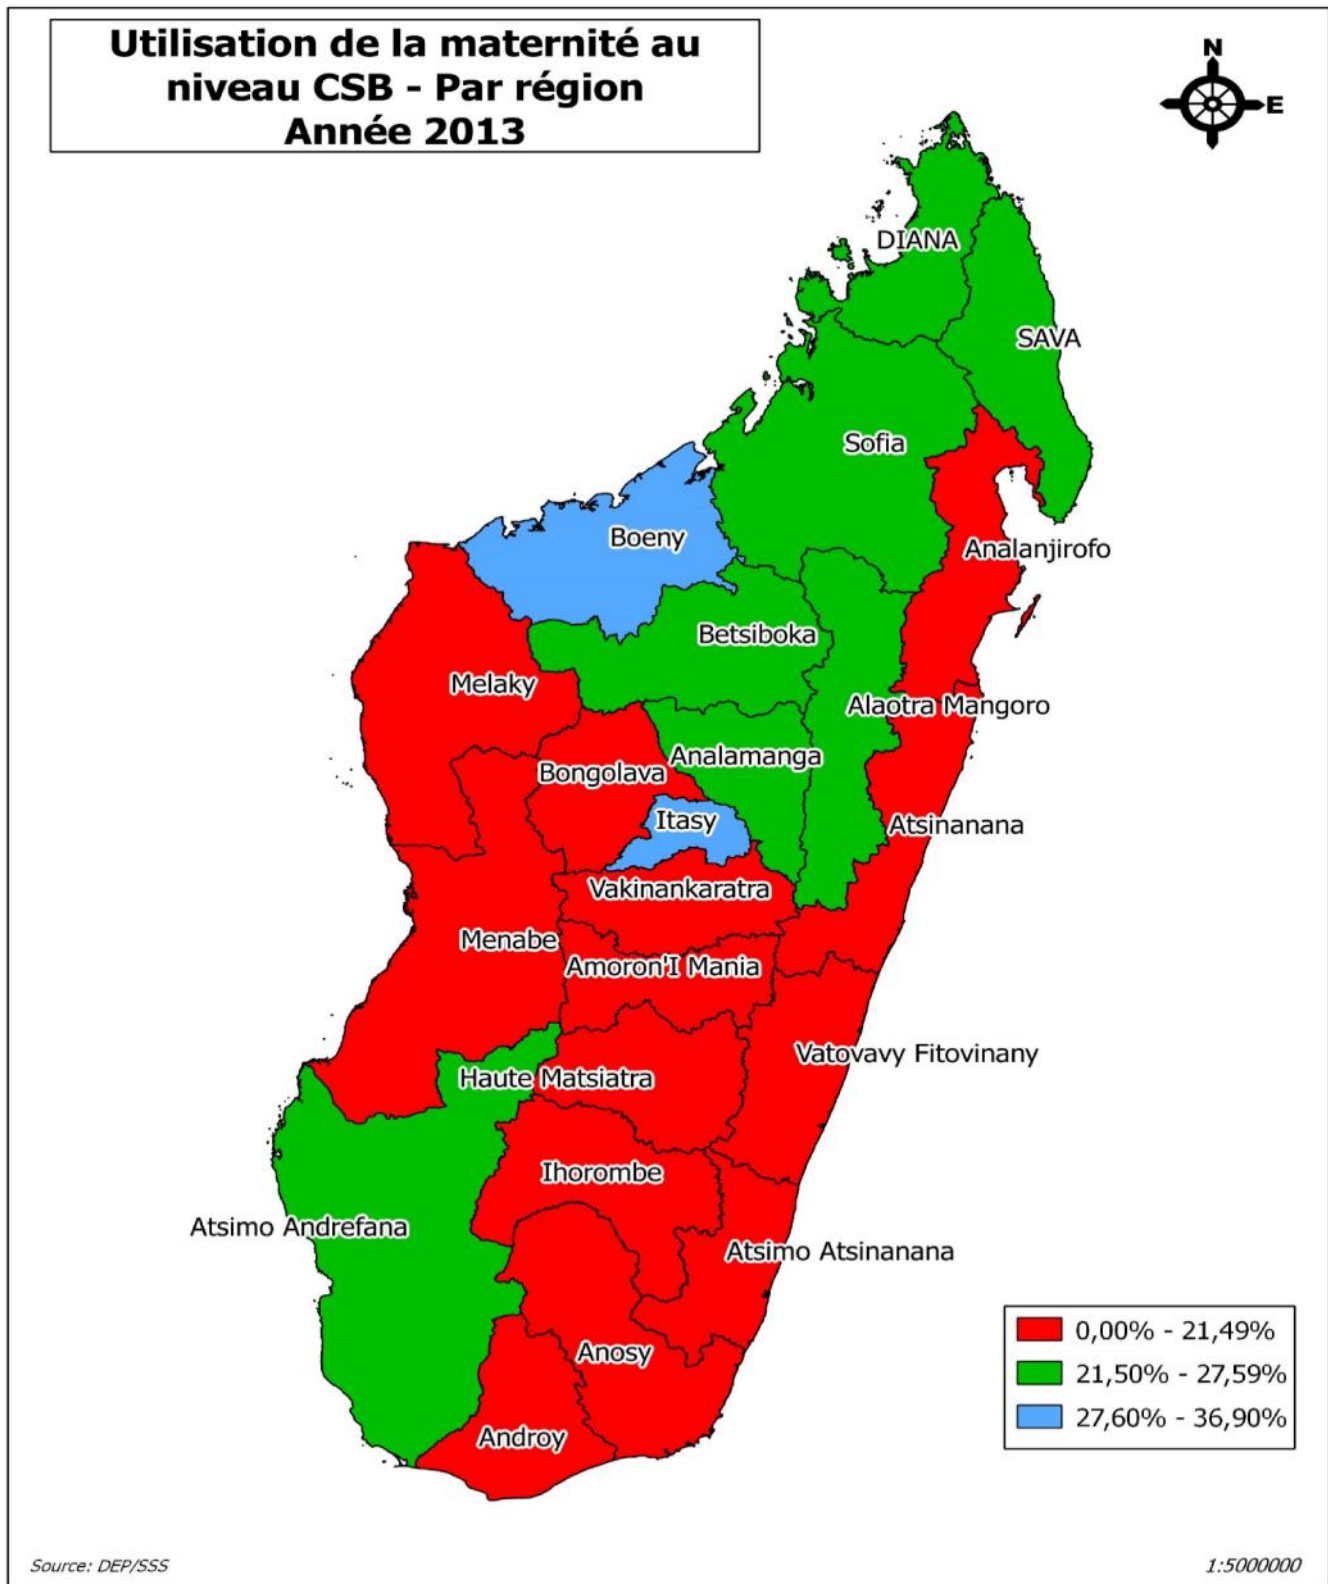 Utilisation de la maternité au
niveau CSB - Par région
Année 2013
N
E
DIANA
SAVA
Sofia
Boeny
Analanjirofo
Betsiboka
Melaky
Alaotra Mangoro
Analamanga
Bongolava
Itasy
Atsinanana
Vakinankaratra
Menabe
Amoron'I Mania
Vatovavy Fitovinany
Haute Matsiatra
Ihorombe
Atsimo Andrefana
Atsimo Atsinanana
0,00% - 21,49%
21,50% - 27,59%
27,60% - 36,90%
Anosy
Androy
Source: DEP/SSS
1:5000000